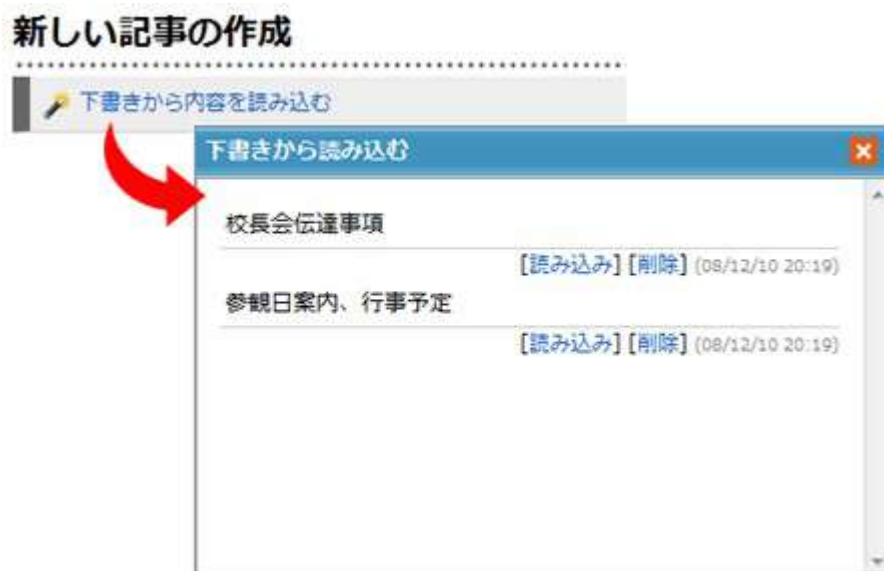 新しい記事の作成
下書きから内容を読み込む
下書きから読み込む
校長会伝達事項
[読み込み] [削除] (08/12/10 20:19)
参観日案内、行事予定
[読み込み] [削除] (08/12/10 20:19)